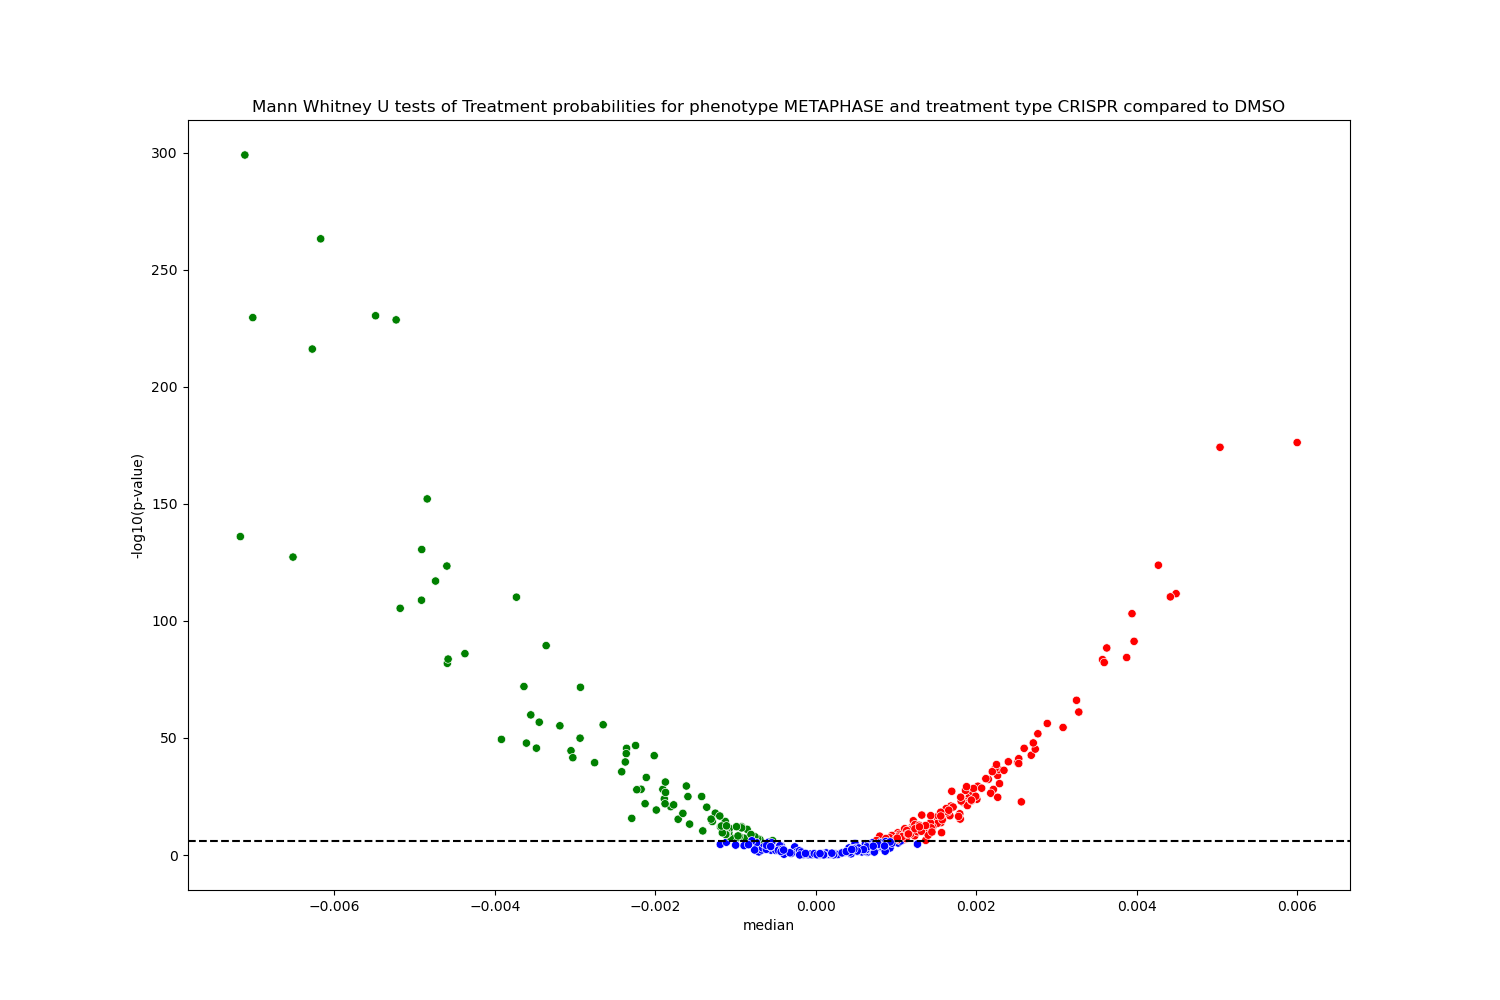 Mann Whitney U tests of Treatment probabilities for phenotype METAPHASE and treatment type CRISPR compared to DMSO
300
250
200
150
100
50
0
-log10(p-value)
−0.006 −0.004 −0.002 0.000 0.002 0.004 0.006
median